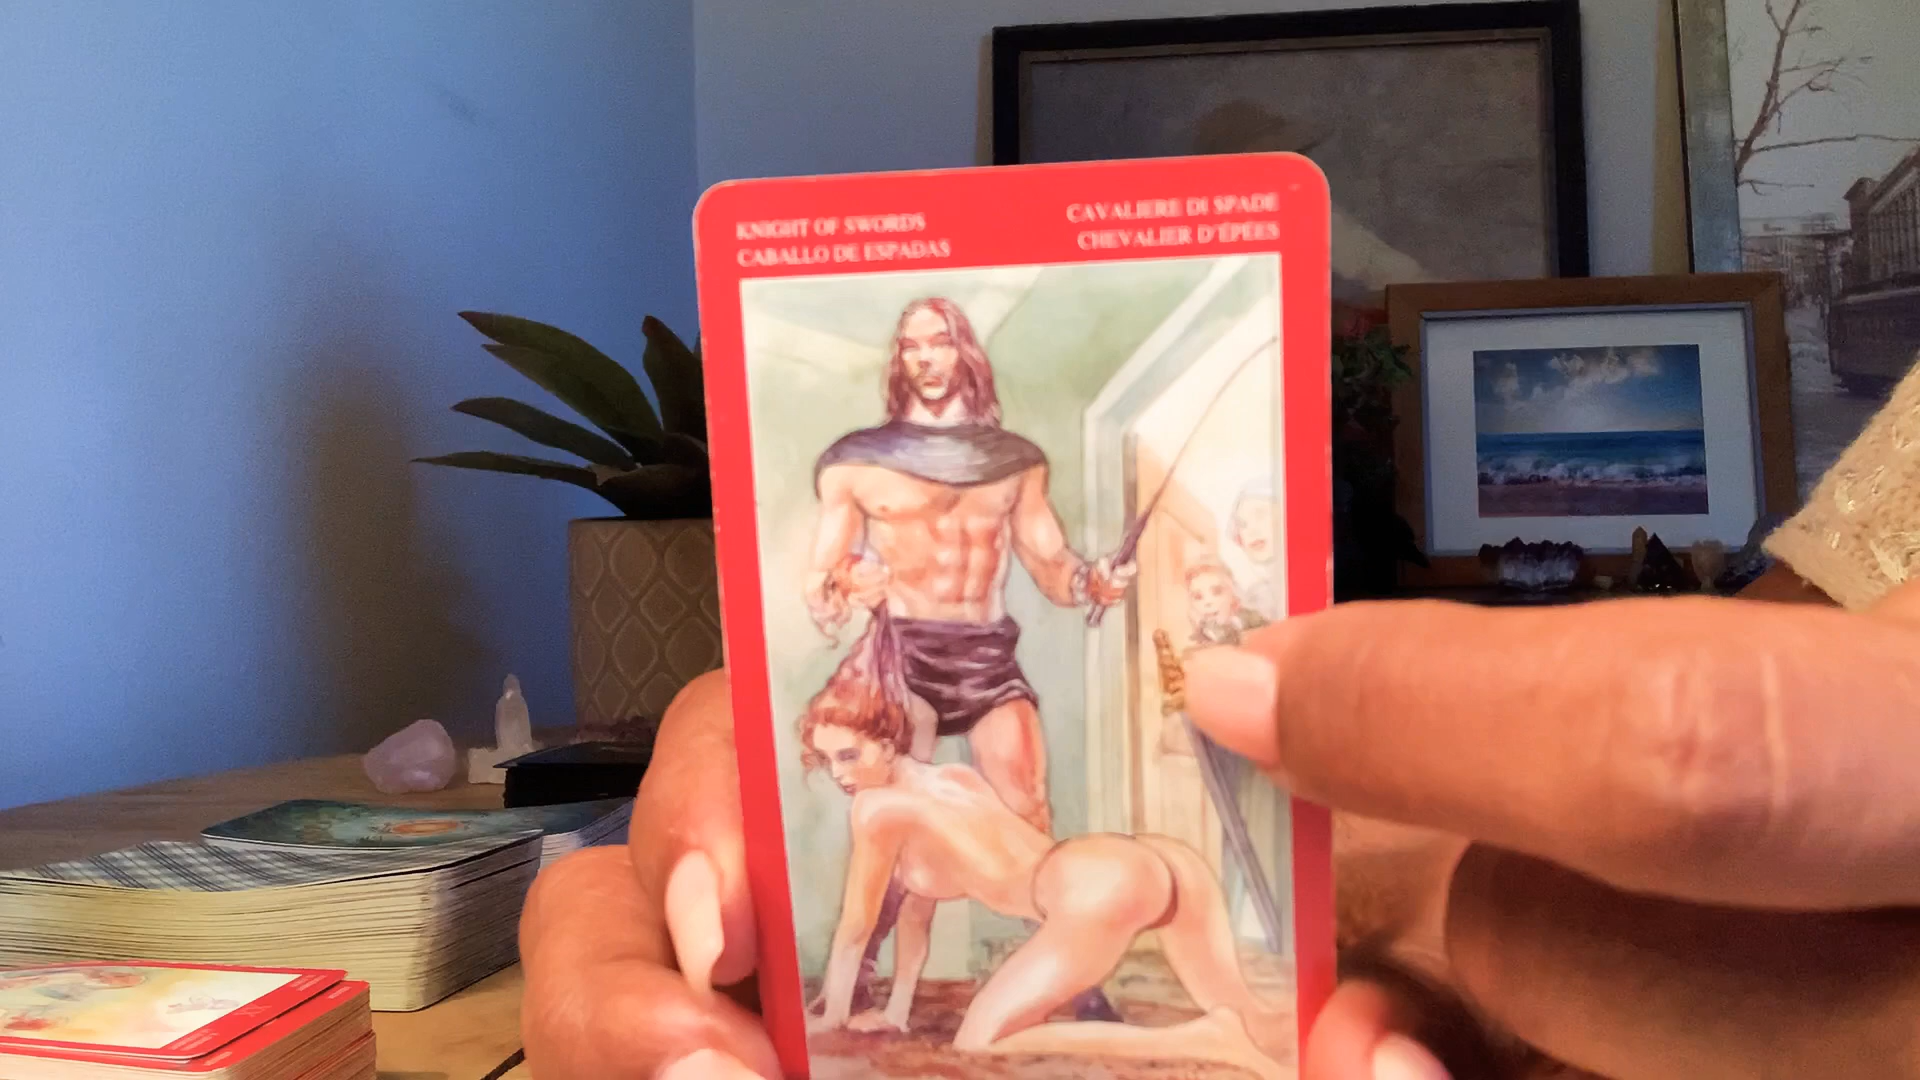 KNIGHT OF SWORDS
CABALLO DE ESPADAS
CAVALIERE DI SPADE
CHEVALIER D'ÉPÉES